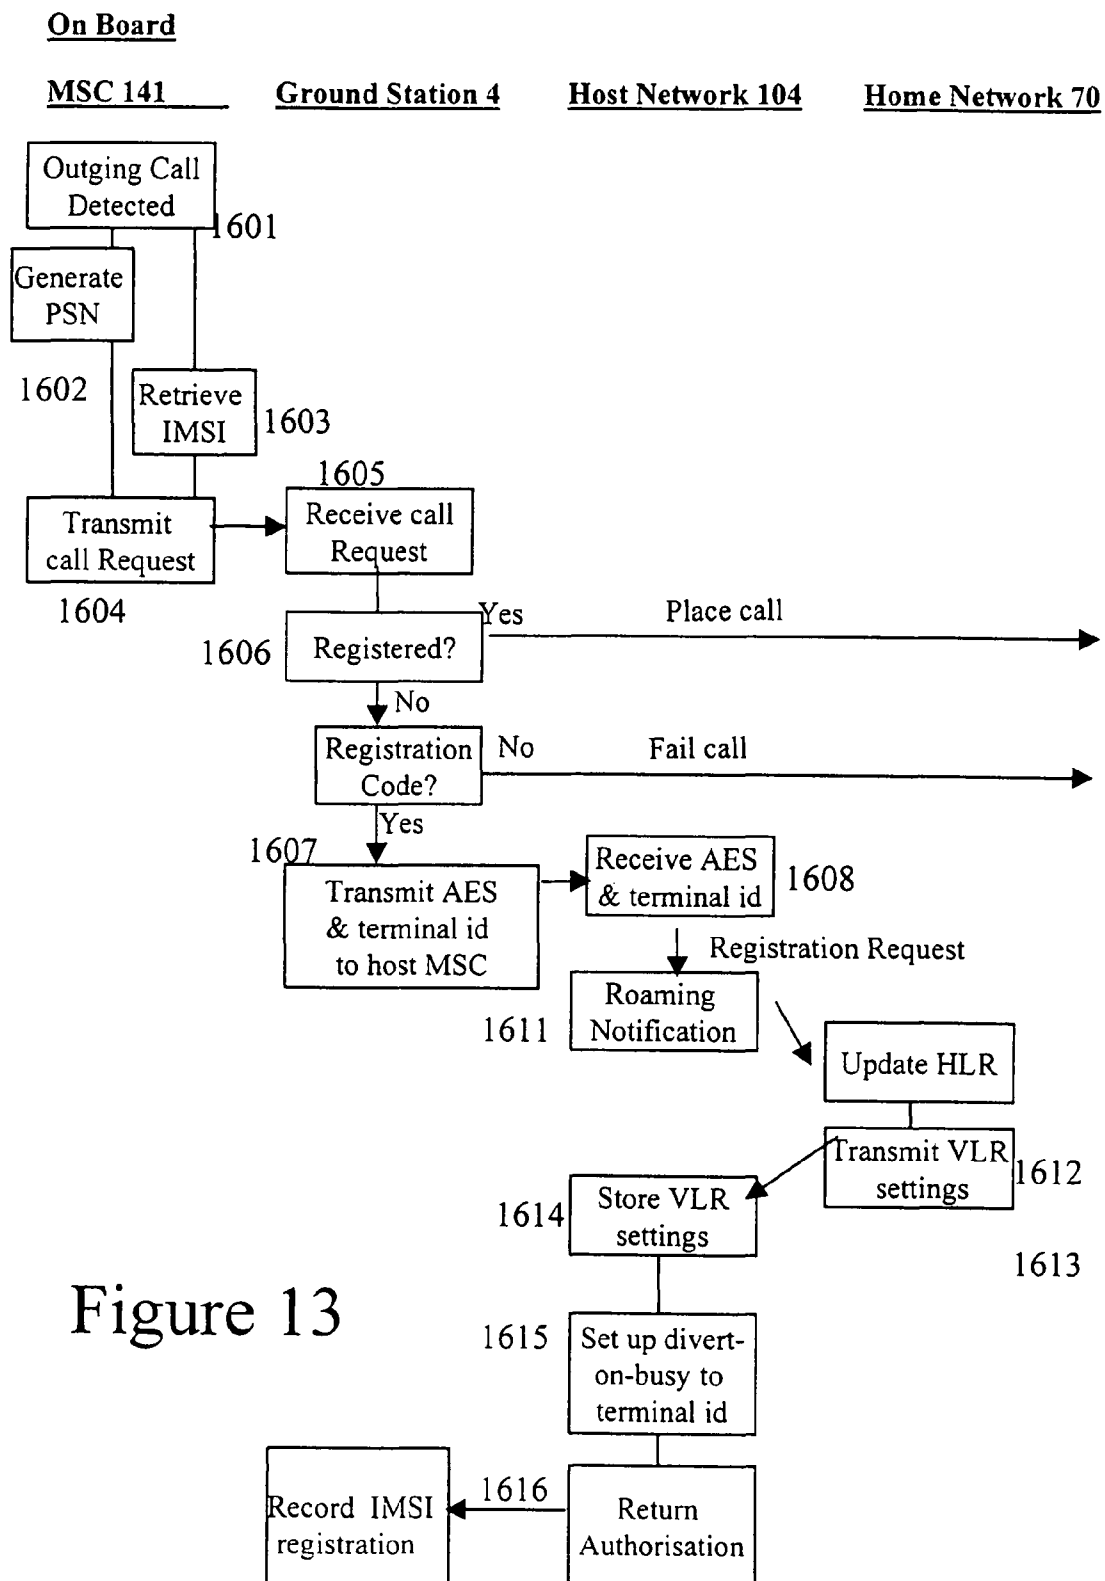 On Board
MSC 141
Ground Station 4
Host Network 104
Home Network 70
Outging Call
Detected
1601
Generate
PSN
1602
Retrieve
IMSI
1603
Transmit
call Request
1604
1605
Receive call
Request
1606
Registered?
Yes
Place call
No
Registration
Code?
No
Fail call
Yes
1607
Transmit AES
& terminal id
to host MSC
Receive AES
& terminal id
1608
Registration Request
Roaming
Notification
1611
Update HLR
Transmit VLR
settings
1612
1613
Store VLR
settings
1614
Set up divert-
on-busy to
terminal id
1615
Return
Authorisation
1616
Record IMSI
registration
Figure 13